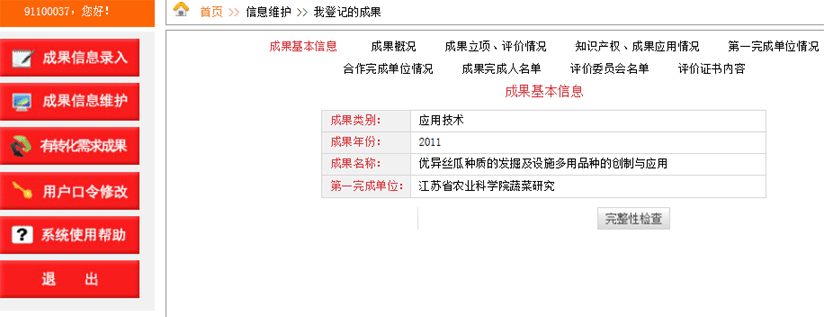 91100037，您好！
首页 >> 信息维护 >> 我登记的成果
成果信息录入
成果信息维护
有转化需求成果
用户口令修改
系统使用帮助
退 出
成果基本信息 成果概况 成果立项、评价情况 知识产权、成果应用情况 第一完成单位情况
合作完成单位情况 成果完成人名单 评价委员会名单 评价证书内容
成果基本信息
成果类别： 应用技术
成果年份： 2011
成果名称： 优异丝瓜种质的发掘及设施多用品种的创制与应用
第一完成单位： 江苏省农业科学院蔬菜研究
完整性检查